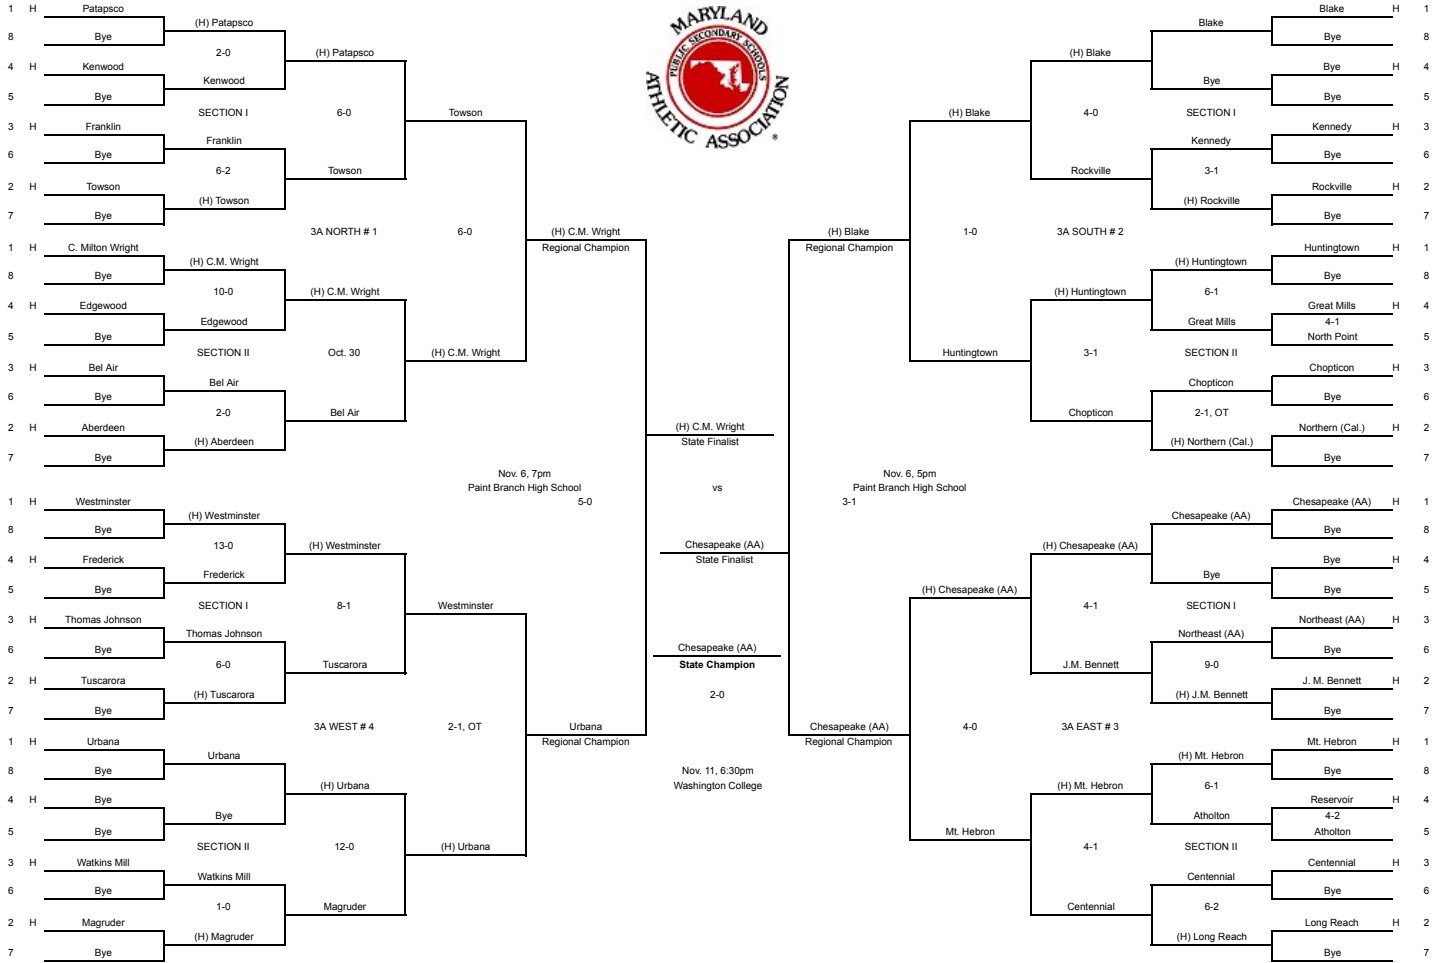 MARYLAND
PUBLIC SECONDARY SCHOOLS
ATHLETIC ASSOCIATION
®
1 H Patapsco
(H) Patapsco
8 Bye
2-0
(H) Patapsco
4 H Kenwood
Kenwood
5 Bye
SECTION I
6-0
Towson
3 H Franklin
Franklin
6 Bye
6-2
Towson
2 H Towson
(H) Towson
7 Bye
3A NORTH # 1
6-0
(H) C.M. Wright
Regional Champion
1 H C. Milton Wright
(H) C.M. Wright
8 Bye
10-0
(H) C.M. Wright
4 H Edgewood
Edgewood
5 Bye
SECTION II
Oct. 30
(H) C.M. Wright
3 H Bel Air
Bel Air
6 Bye
2-0
Bel Air
2 H Aberdeen
(H) Aberdeen
7 Bye
Nov. 6, 7pm
Paint Branch High School
5-0
1 H Westminster
(H) Westminster
8 Bye
13-0
(H) Westminster
4 H Frederick
Frederick
5 Bye
SECTION I
8-1
Westminster
3 H Thomas Johnson
Thomas Johnson
6 Bye
6-0
Tuscarora
2 H Tuscarora
(H) Tuscarora
7 Bye
3A WEST # 4
2-1, OT
Urbana
Regional Champion
1 H Urbana
Urbana
8 Bye
(H) Urbana
4 H Bye
Bye
5 Bye
SECTION II
12-0
(H) Urbana
3 H Watkins Mill
Watkins Mill
6 Bye
1-0
Magruder
2 H Magruder
(H) Magruder
7 Bye
(H) C.M. Wright
State Finalist
vs
Chesapeake (AA)
State Finalist
Chesapeake (AA)
State Champion
2-0
Nov. 11, 6:30pm
Washington College
Blake H 1
Blake
Bye 8
(H) Blake
Bye H 4
Bye
Bye 5
(H) Blake
4-0
SECTION I
Kennedy H 3
Kennedy
Bye 6
Rockville
3-1
Rockville H 2
(H) Rockville
Bye 7
(H) Blake
Regional Champion
1-0
3A SOUTH # 2
Huntingtown H 1
(H) Huntingtown
Bye 8
(H) Huntingtown
6-1
Great Mills H 4
Great Mills
4-1
North Point 5
Huntingtown
3-1
SECTION II
Chopticon H 3
Chopticon
Bye 6
Chopticon
2-1, OT
Northern (Cal.) H 2
(H) Northern (Cal.)
Bye 7
Nov. 6, 5pm
Paint Branch High School
3-1
Chesapeake (AA) H 1
Chesapeake (AA)
Bye 8
(H) Chesapeake (AA)
Bye H 4
Bye
Bye 5
(H) Chesapeake (AA)
4-1
SECTION I
Northeast (AA) H 3
Northeast (AA)
Bye 6
J.M. Bennett
9-0
J. M. Bennett H 2
(H) J.M. Bennett
Bye 7
Chesapeake (AA)
Regional Champion
4-0
3A EAST # 3
Mt. Hebron H 1
(H) Mt. Hebron
Bye 8
(H) Mt. Hebron
6-1
Reservoir H 4
Atholton
4-2
Atholton 5
Mt. Hebron
4-1
SECTION II
Centennial H 3
Centennial
Bye 6
Centennial
6-2
Long Reach H 2
(H) Long Reach
Bye 7